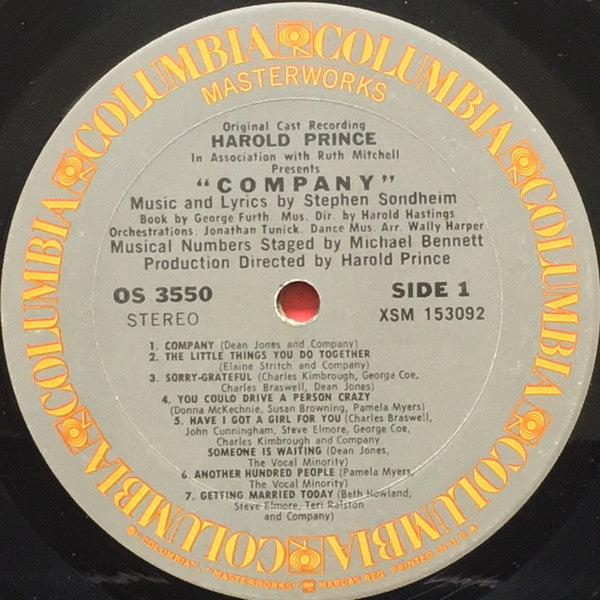 COLUMBIA COLUMBIA COLUMBIA COLUMBIA COLUMBIA COLUMBIA
MASTERWORKS
Original Cast Recording
HAROLD PRINCE
In Association with Ruth Mitchell
Presents
"COMPANY"
Music and Lyrics by Stephen Sondheim
Book by George Furth. Mus. Dir. by Harold Hastings
Orchestrations: Jonathan Tunick. Dance Mus. Arr. Wally Harper
Musical Numbers Staged by Michael Bennett
Production Directed by Harold Prince
OS 3550
STEREO
SIDE 1
XSM 153092
1. COMPANY (Dean Jones and Company)
2. THE LITTLE THINGS YOU DO TOGETHER
(Elaine Stritch and Company)
3. SORRY-GRATEFUL (Charles Kimbrough, George Coe,
Charles Braswell, Dean Jones)
4. YOU COULD DRIVE A PERSON CRAZY
(Donna McKechnie, Susan Browning, Pamela Myers)
5. HAVE I GOT A GIRL FOR YOU (Charles Braswell,
John Cunningham, Steve Elmore, George Coe,
Charles Kimbrough and Company
SOMEONE IS WAITING (Dean Jones,
The Vocal Minority)
6. ANOTHER HUNDRED PEOPLE (Pamela Myers,
The Vocal Minority)
7. GETTING MARRIED TODAY (Beth Howland,
Steve Elmore, Teri Ralston
and Company)
® "COLUMBIA", "MASTERWORKS" MARCAS REG. PRINTED IN U.S.A.